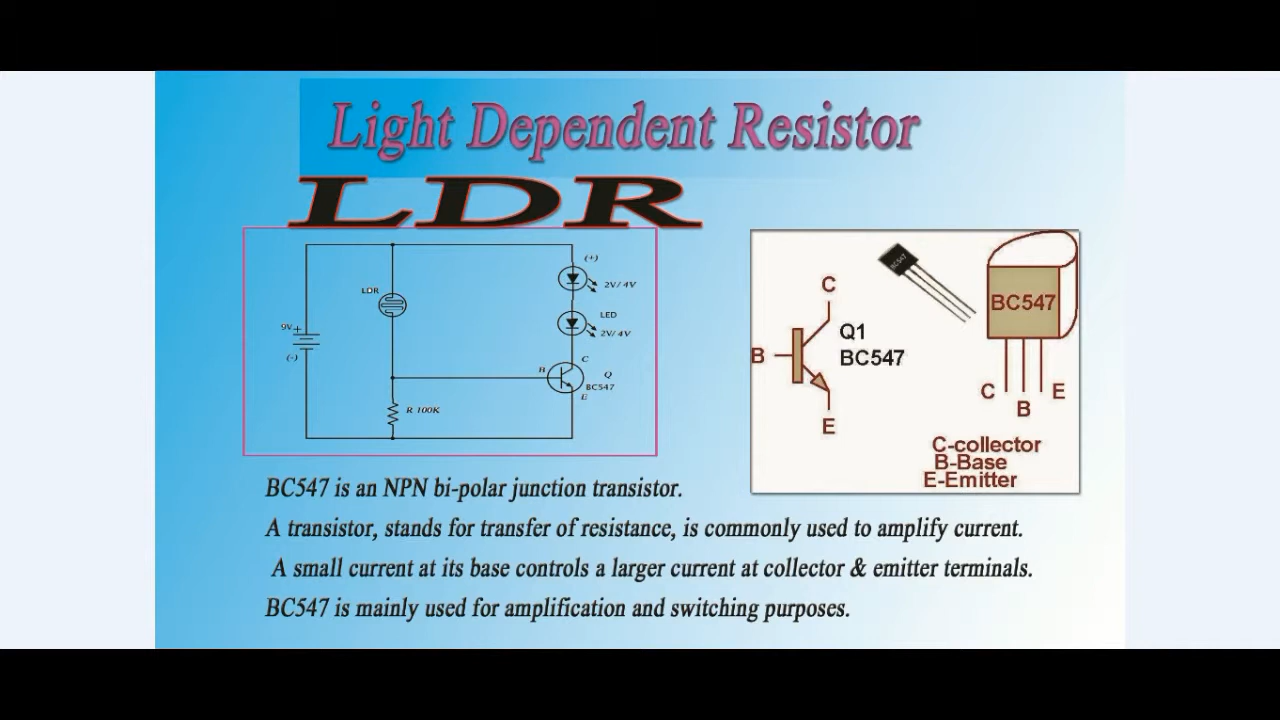 Light Dependent Resistor
LDR
(+)
2V/ 4V
LDR
LED
2V/ 4V
9V +
(-)
C
B
Q
BC547
E
R 100K
BC547
BC547
C
Q1
BC547
B
E
C
B
E
C-collector
B-Base
E-Emitter
BC547 is an NPN bi-polar junction transistor.
A transistor, stands for transfer of resistance, is commonly used to amplify current.
A small current at its base controls a larger current at collector & emitter terminals.
BC547 is mainly used for amplification and switching purposes.